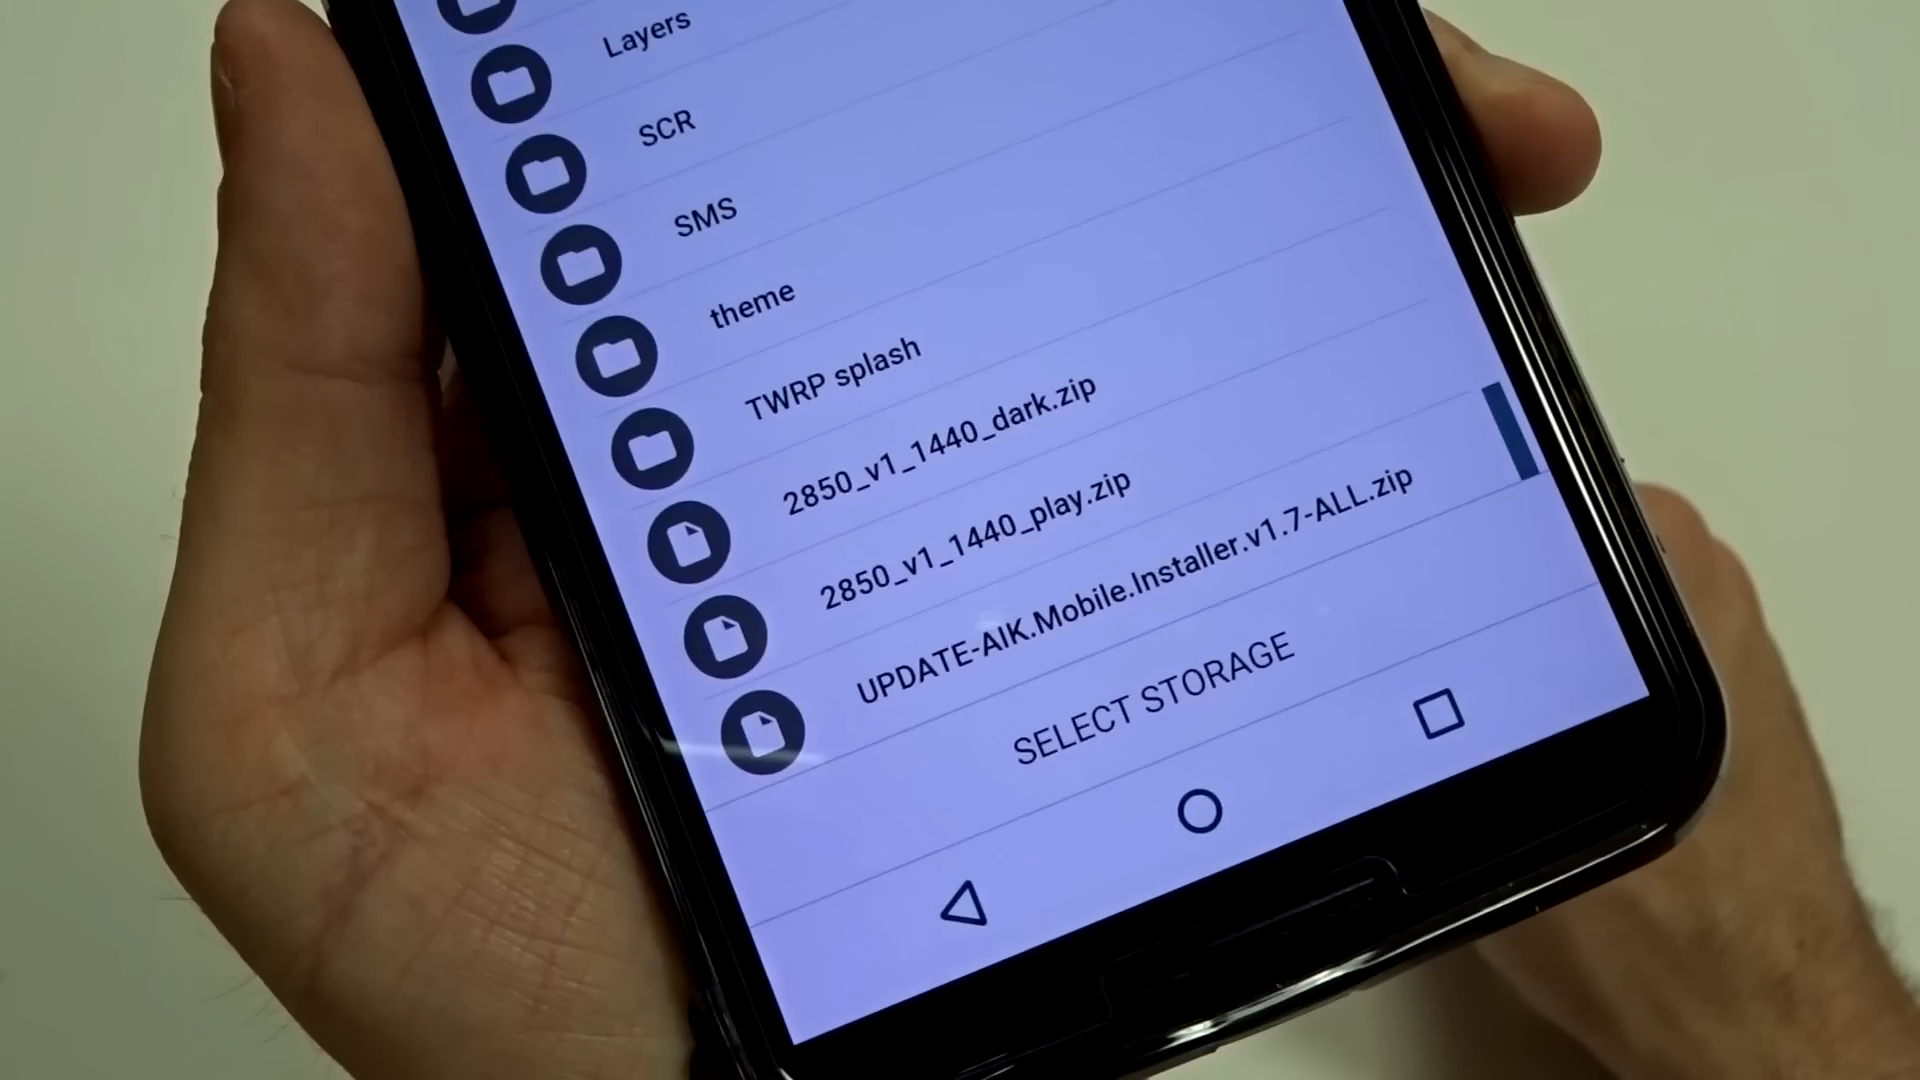 Layers
SCR
SMS
theme
TWRP splash
2850_v1_1440_dark.zip
2850_v1_1440_play.zip
UPDATE-AIK.Mobile.Installer.v1.7-ALL.zip
SELECT STORAGE